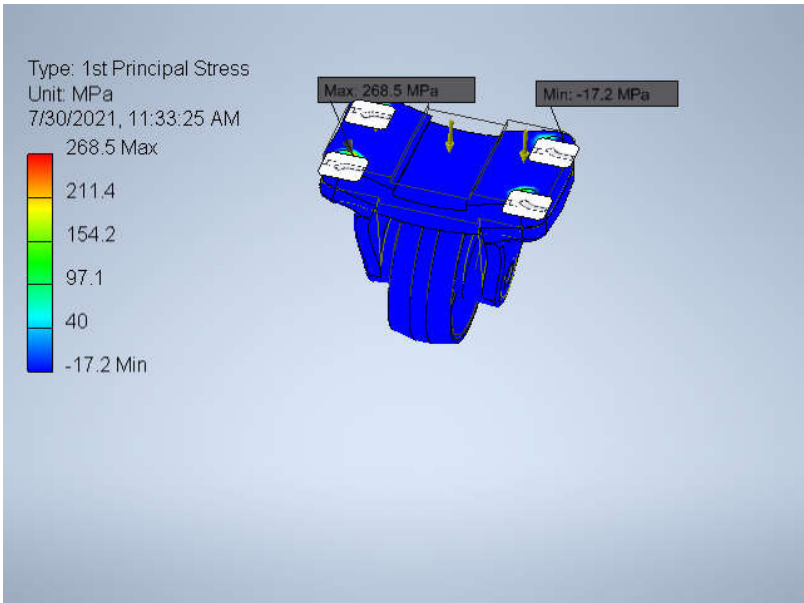 Type: 1st Principal Stress
Unit: MPa
7/30/2021, 11:33:25 AM
268.5 Max
211.4
154.2
97.1
40
-17.2 Min
Max: 268.5 MPa
Min: -17.2 MPa